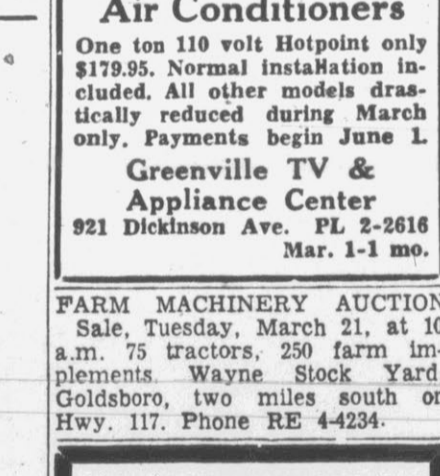 Air Conditioners
One ton 110 volt Hotpoint only
$179.95. Normal installation in-
cluded. All other models dras-
tically reduced during March
only. Payments begin June 1.
Greenville TV &
Appliance Center
921 Dickinson Ave. PL 2-2616
Mar. 1-1 mo.
FARM MACHINERY AUCTION
Sale, Tuesday, March 21, at 10
a.m. 75 tractors, 250 farm im-
plements. Wayne Stock Yard
Goldsboro, two miles south on
Hwy. 117. Phone RE 4-4234.